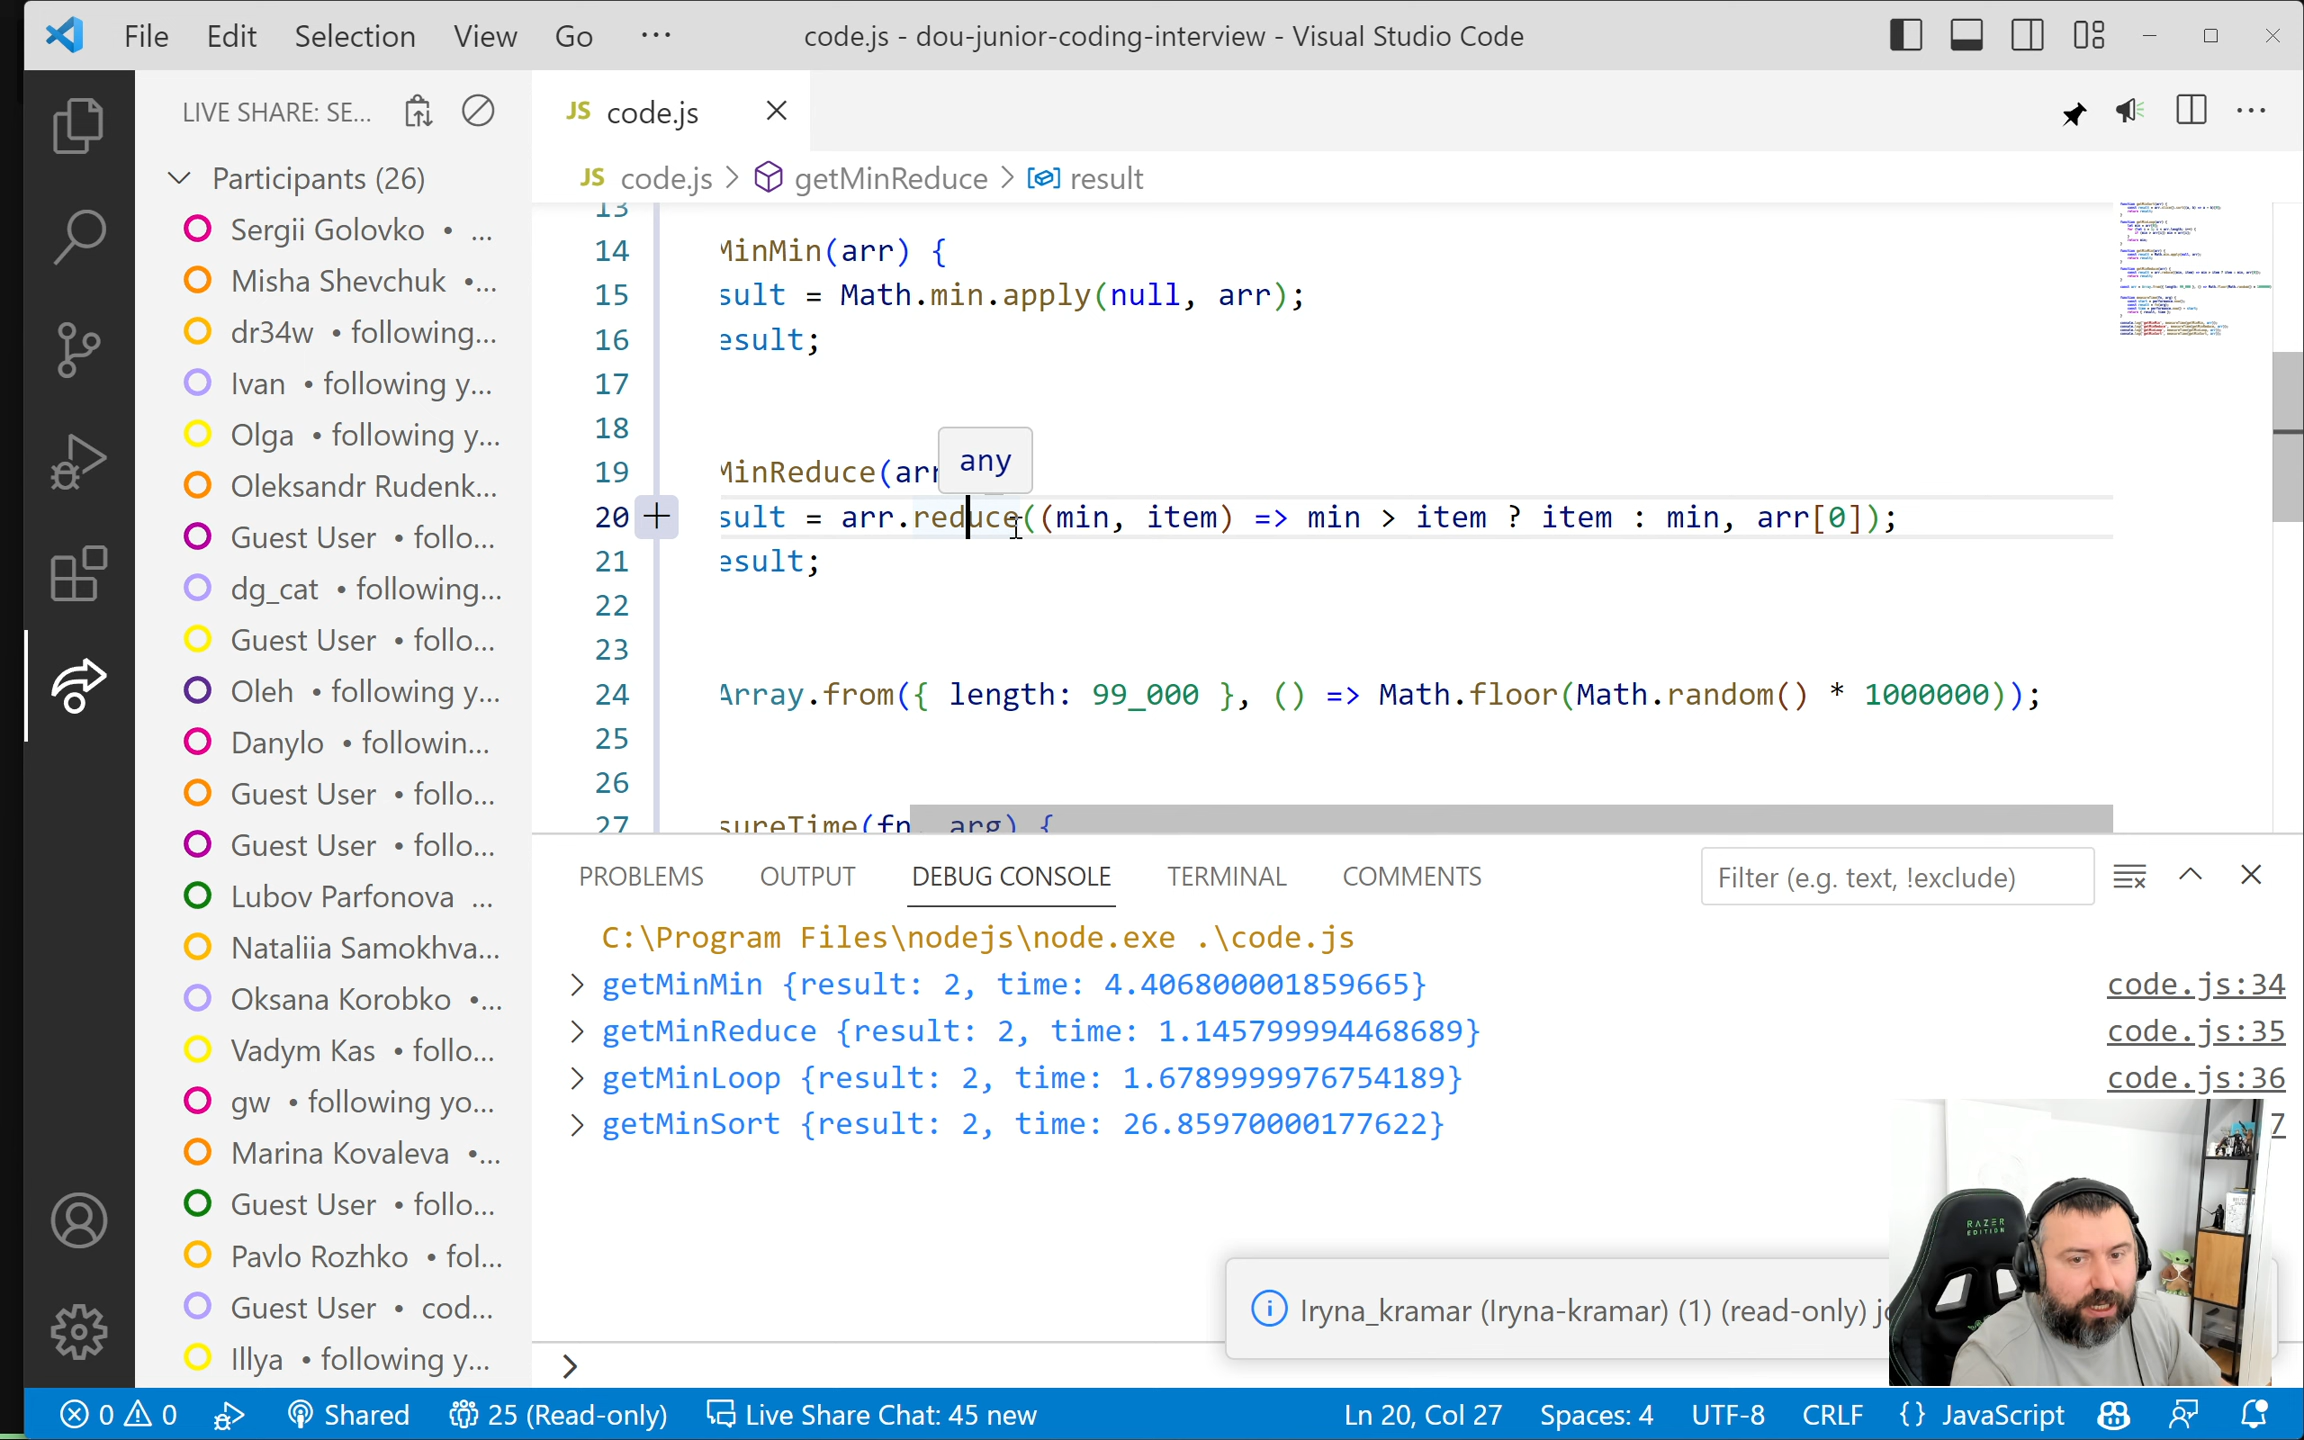 File Edit Selection View Go ··· code.js - dou-junior-coding-interview - Visual Studio Code
LIVE SHARE: SE...
JS code.js
Participants (26)
JS code.js > getMinReduce > result
Sergii Golovko • ...
Misha Shevchuk •...
dr34w • following...
Ivan • following y...
Olga • following y...
Oleksandr Rudenk...
Guest User • follo...
dg_cat • following...
Guest User • follo...
Oleh • following y...
Danylo • followin...
Guest User • follo...
Guest User • follo...
Lubov Parfonova ...
Nataliia Samokhva...
Oksana Korobko •...
Vadym Kas • follo...
gw • following yo...
Marina Kovaleva •...
Guest User • follo...
Pavlo Rozhko • fol...
Guest User • cod...
Illya • following y...
13
14 MinMin(arr) {
15 sult = Math.min.apply(null, arr);
16 esult;
17
18
any
19 MinReduce(arr
20 sult = arr.reduce((min, item) => min > item ? item : min, arr[0]);
21 esult;
22
23
24 Array.from({ length: 99_000 }, () => Math.floor(Math.random() * 1000000));
25
26
27 sureTime(fn, arg) {
PROBLEMS OUTPUT DEBUG CONSOLE TERMINAL COMMENTS Filter (e.g. text, !exclude)
C:\Program Files\nodejs\node.exe .\code.js
> getMinMin {result: 2, time: 4.406800001859665} code.js:34
> getMinReduce {result: 2, time: 1.145799994468689} code.js:35
> getMinLoop {result: 2, time: 1.6789999976754189} code.js:36
> getMinSort {result: 2, time: 26.85970000177622} 7
RAZER
EDITION
Iryna_kramar (Iryna-kramar) (1) (read-only) jo
>
0 0 Shared 25 (Read-only) Live Share Chat: 45 new Ln 20, Col 27 Spaces: 4 UTF-8 CRLF {} JavaScript